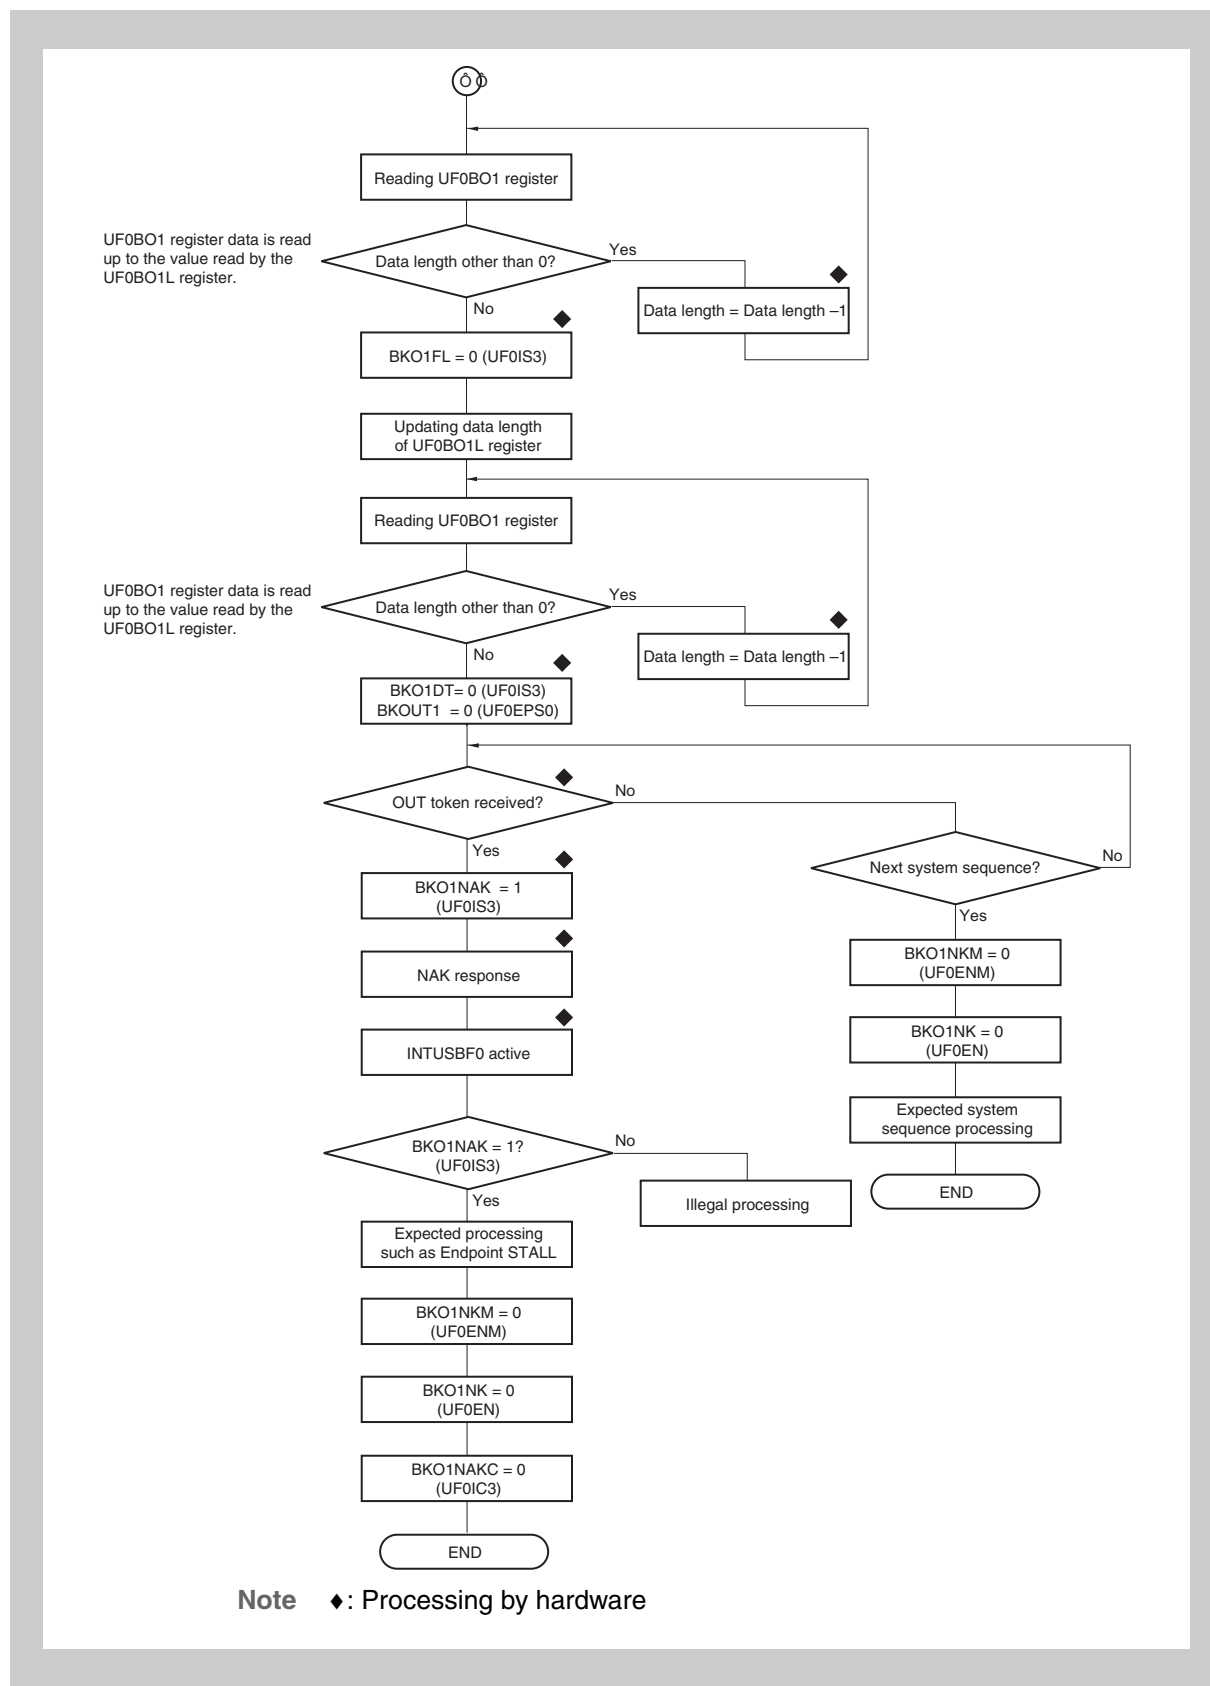 Ô Ô
Reading UF0BO1 register
UF0BO1 register data is read
up to the value read by the
UF0BO1L register.
Data length other than 0?
Yes
Data length = Data length –1
No
BKO1FL = 0 (UF0IS3)
Updating data length
of UF0BO1L register
Reading UF0BO1 register
UF0BO1 register data is read
up to the value read by the
UF0BO1L register.
Data length other than 0?
Yes
Data length = Data length –1
No
BKO1DT= 0 (UF0IS3)
BKOUT1 = 0 (UF0EPS0)
OUT token received?
No
Yes
Next system sequence?
No
Yes
BKO1NAK = 1
(UF0IS3)
NAK response
INTUSBF0 active
BKO1NKM = 0
(UF0ENM)
BKO1NK = 0
(UF0EN)
Expected system
sequence processing
END
BKO1NAK = 1?
(UF0IS3)
No
Illegal processing
Yes
Expected processing
such as Endpoint STALL
BKO1NKM = 0
(UF0ENM)
BKO1NK = 0
(UF0EN)
BKO1NAKC = 0
(UF0IC3)
END
Note ♦: Processing by hardware